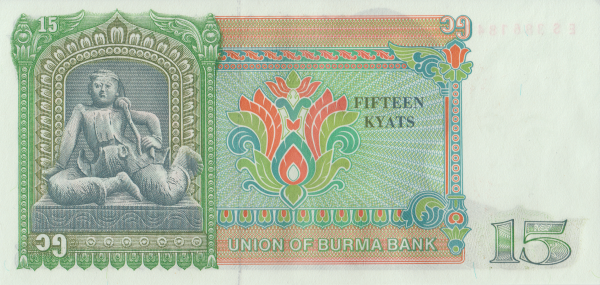 15
၁၅
FIFTEEN
KYATS
၁၅
UNION OF BURMA BANK
15